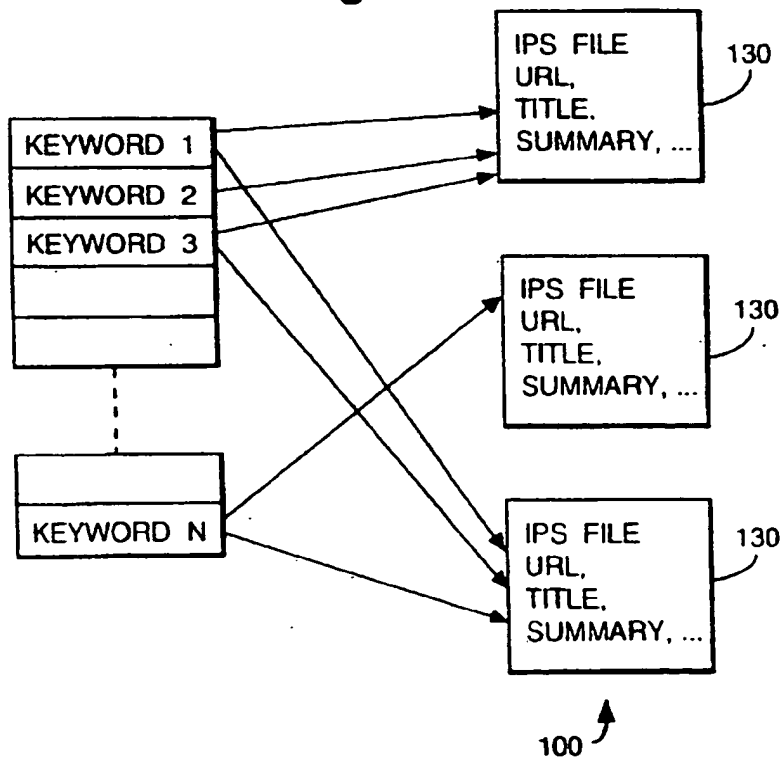 IPS FILE
URL,
TITLE,
SUMMARY, ...
130
KEYWORD 1
KEYWORD 2
KEYWORD 3
IPS FILE
URL,
TITLE,
SUMMARY, ...
130
KEYWORD N
IPS FILE
URL,
TITLE,
SUMMARY, ...
130
100